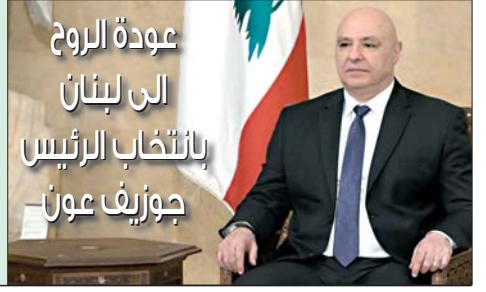 عودة الروح
الى لبنان
بانتخاب الرئيس
جوزيف عون